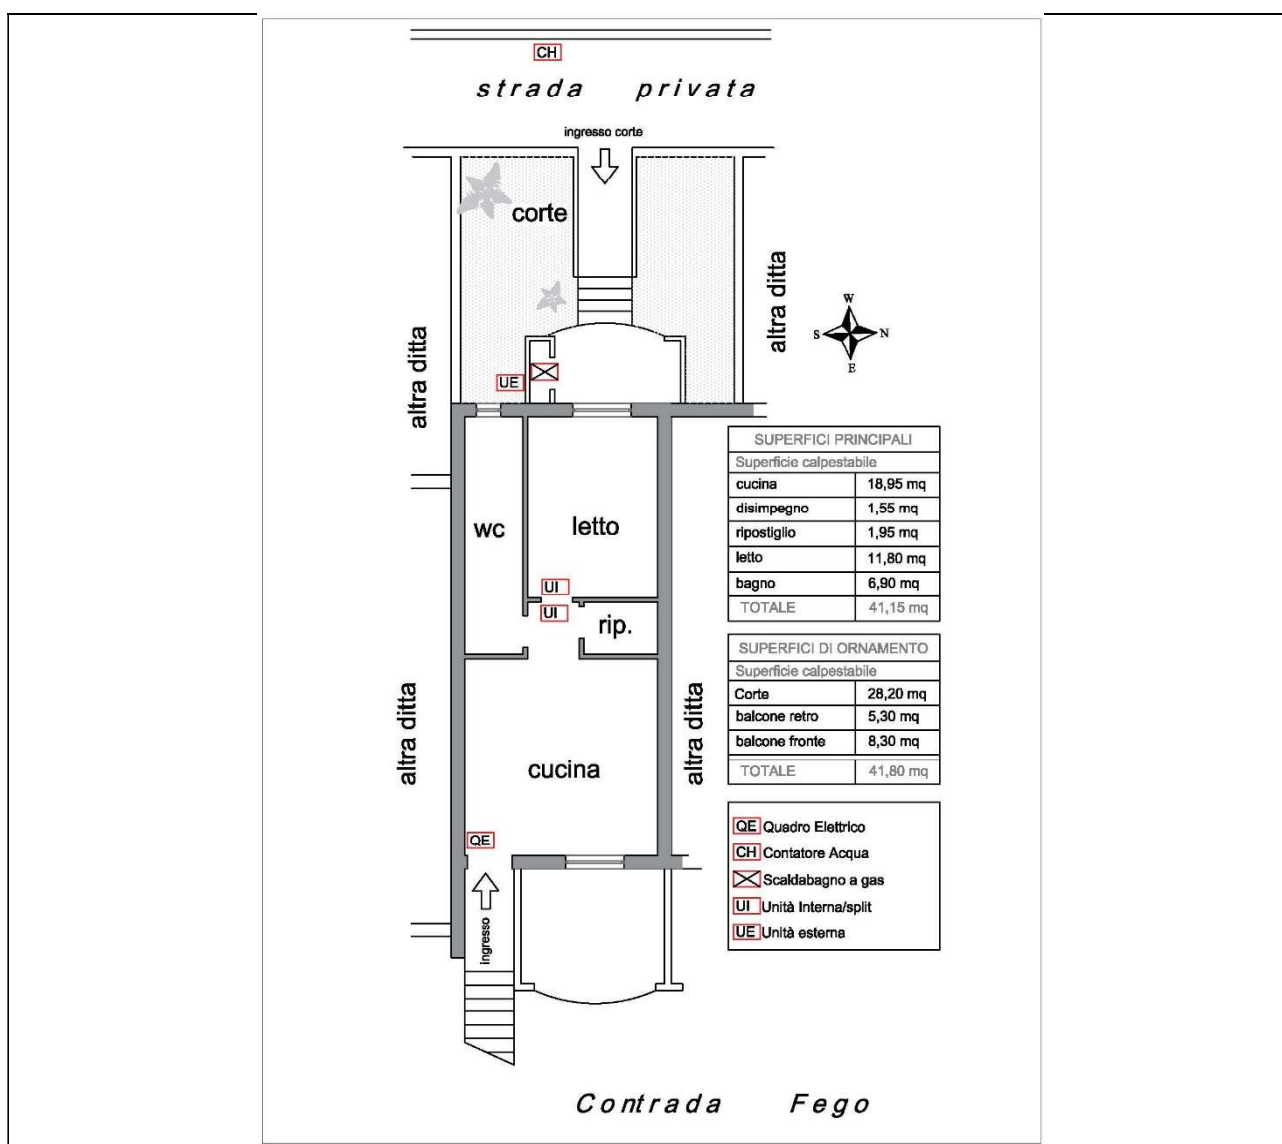 CH
strada privata
ingresso corte
corte
altra ditta
altra ditta
W
S N
E
UE
SUPERFICI PRINCIPALI
Superficie calpestabile
cucina 18,95 mq
disimpegno 1,55 mq
ripostiglio 1,95 mq
letto 11,80 mq
bagno 6,90 mq
TOTALE 41,15 mq
wc
letto
UI
UI
rip.
SUPERFICI DI ORNAMENTO
Superficie calpestabile
Corte 28,20 mq
balcone retro 5,30 mq
balcone fronte 8,30 mq
TOTALE 41,80 mq
altra ditta
altra ditta
cucina
QE
QE Quadro Elettrico
CH Contatore Acqua
Scaldabagno a gas
UI Unità Interna/split
UE Unità esterna
ingresso
Contrada Fego